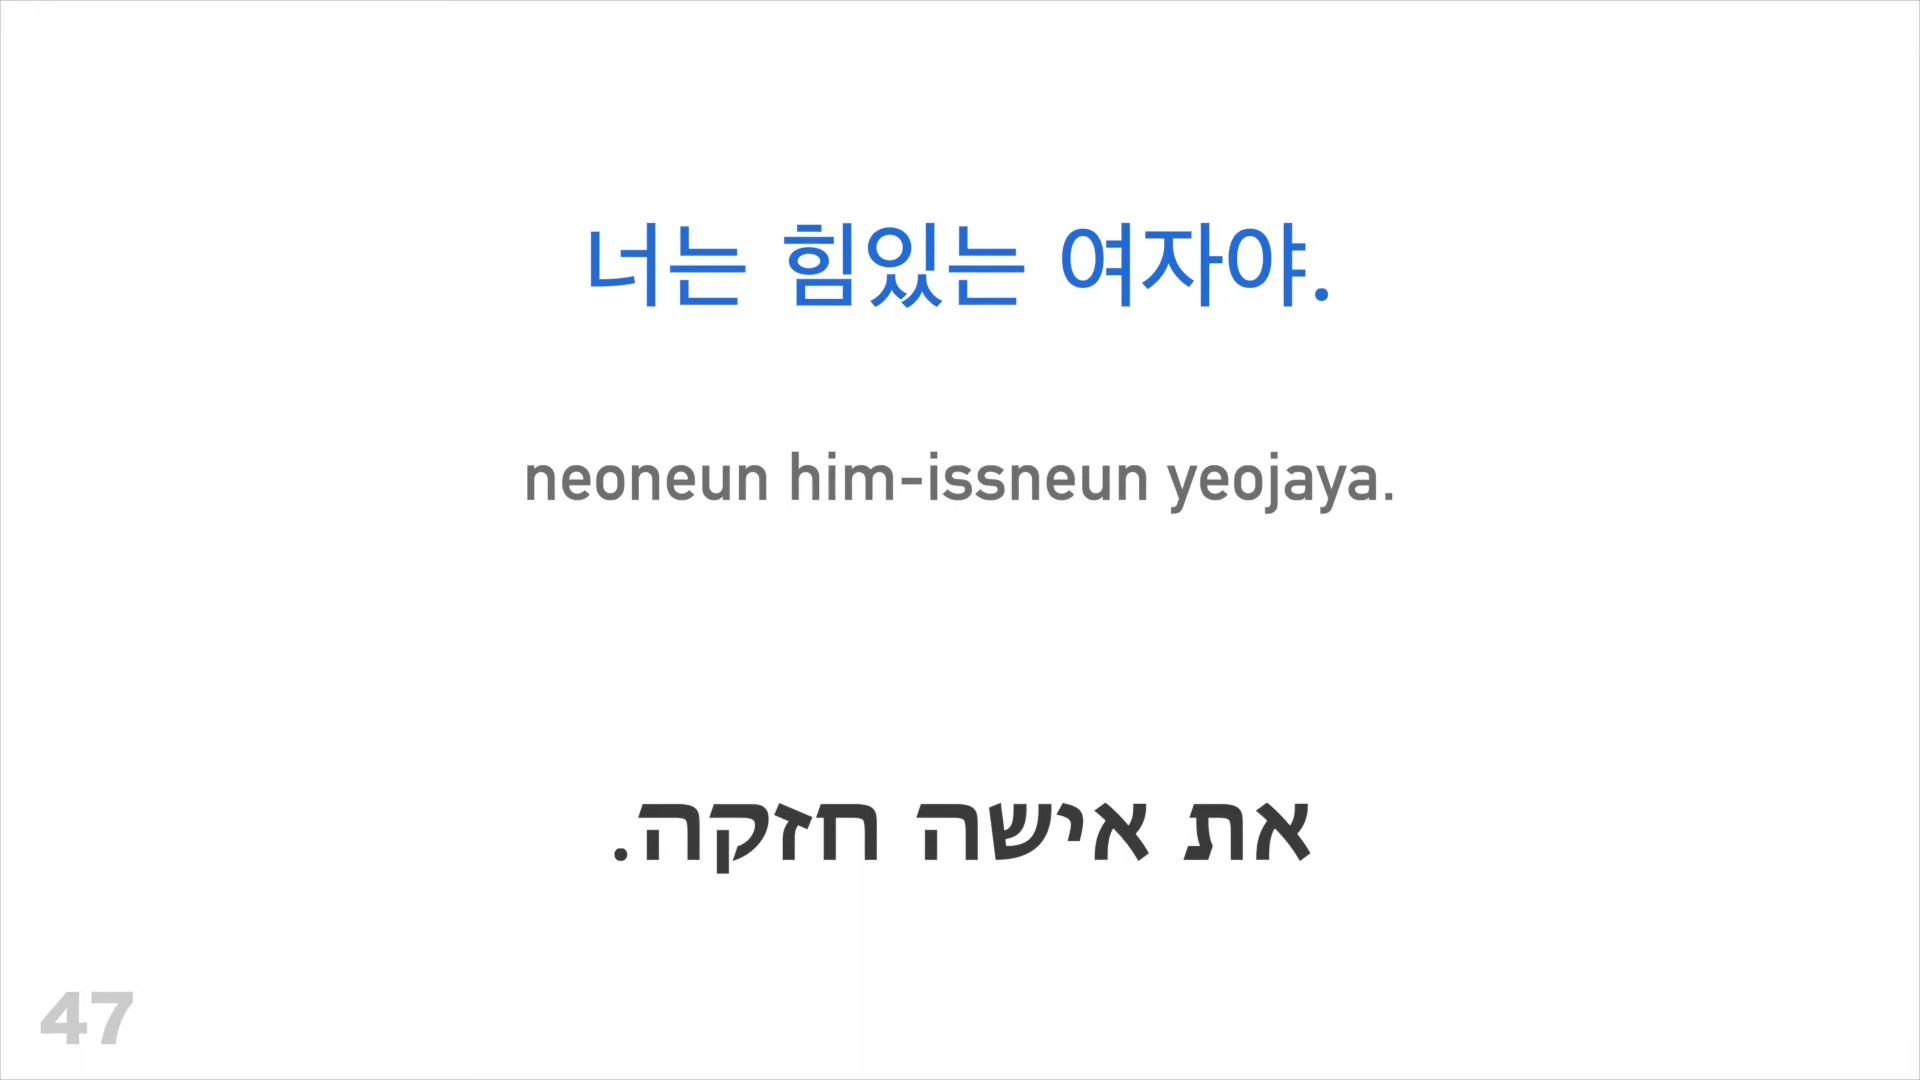 너는 힘있는 여자야.
neoneun him-issneun yeojaya.
את אישה חזקה.
47